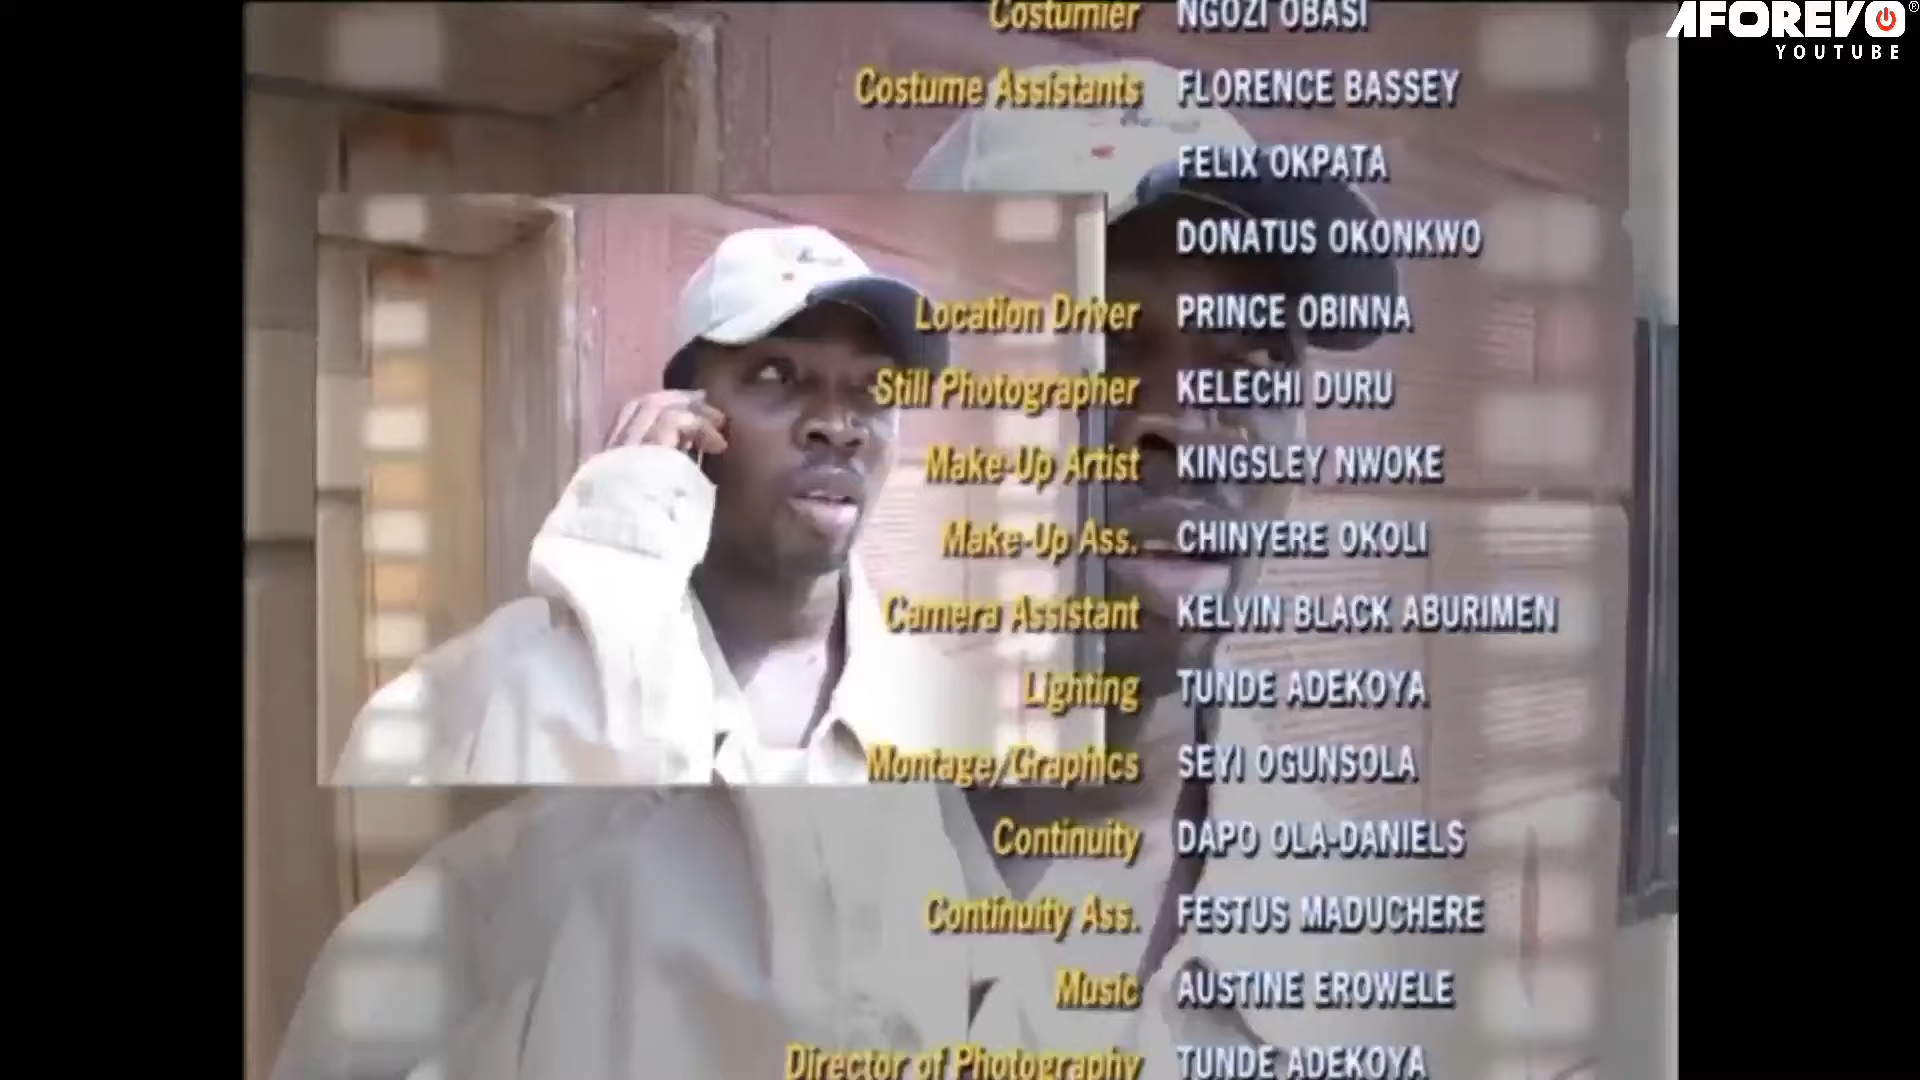 AFOREVO®
YOUTUBE
Costumier NGOZI OBASI
Costume Assistants FLORENCE BASSEY
FELIX OKPATA
DONATUS OKONKWO
Location Driver PRINCE OBINNA
Still Photographer KELECHI DURU
Make-Up Artist KINGSLEY NWOKE
Make-Up Ass. CHINYERE OKOLI
Camera Assistant KELVIN BLACK ABURIMEN
Lighting TUNDE ADEKOYA
Montage/Graphics SEYI OGUNSOLA
Continuity DAPO OLA-DANIELS
Continuity Ass. FESTUS MADUCHERE
Music AUSTINE EROWELE
Director of Photography TUNDE ADEKOYA